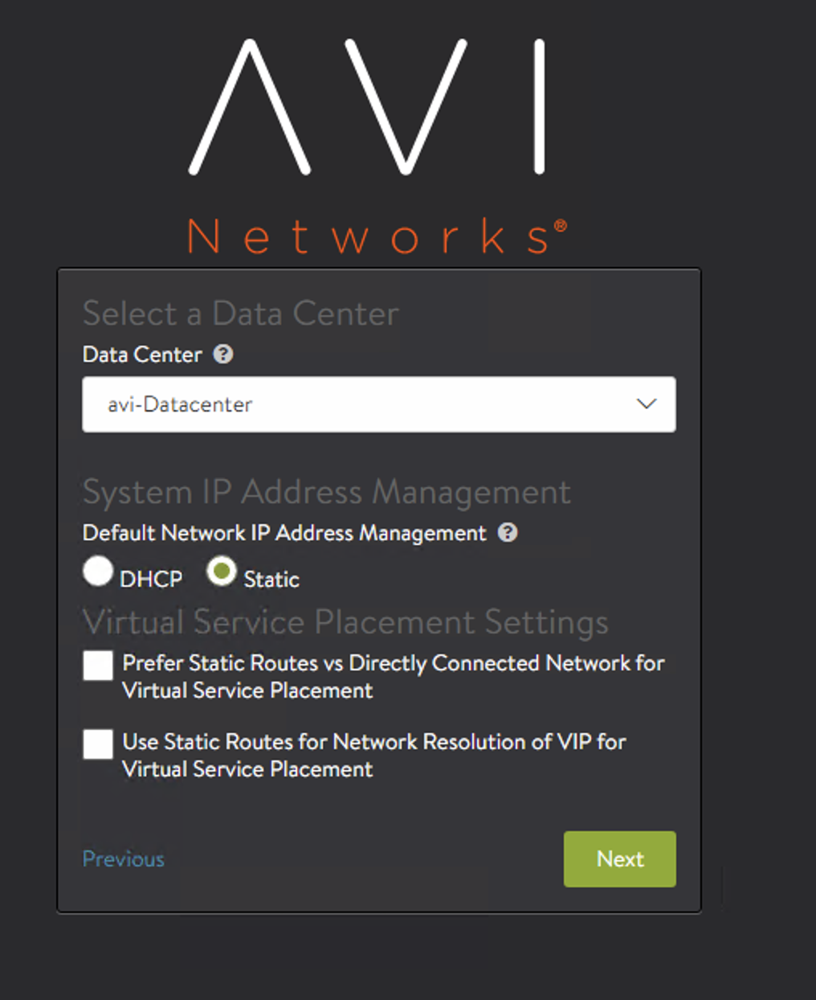 AVI
Networks®
Select a Data Center
Data Center ?
avi-Datacenter
System IP Address Management
Default Network IP Address Management ?
DHCP Static
Virtual Service Placement Settings
Prefer Static Routes vs Directly Connected Network for
Virtual Service Placement
Use Static Routes for Network Resolution of VIP for
Virtual Service Placement
Previous Next